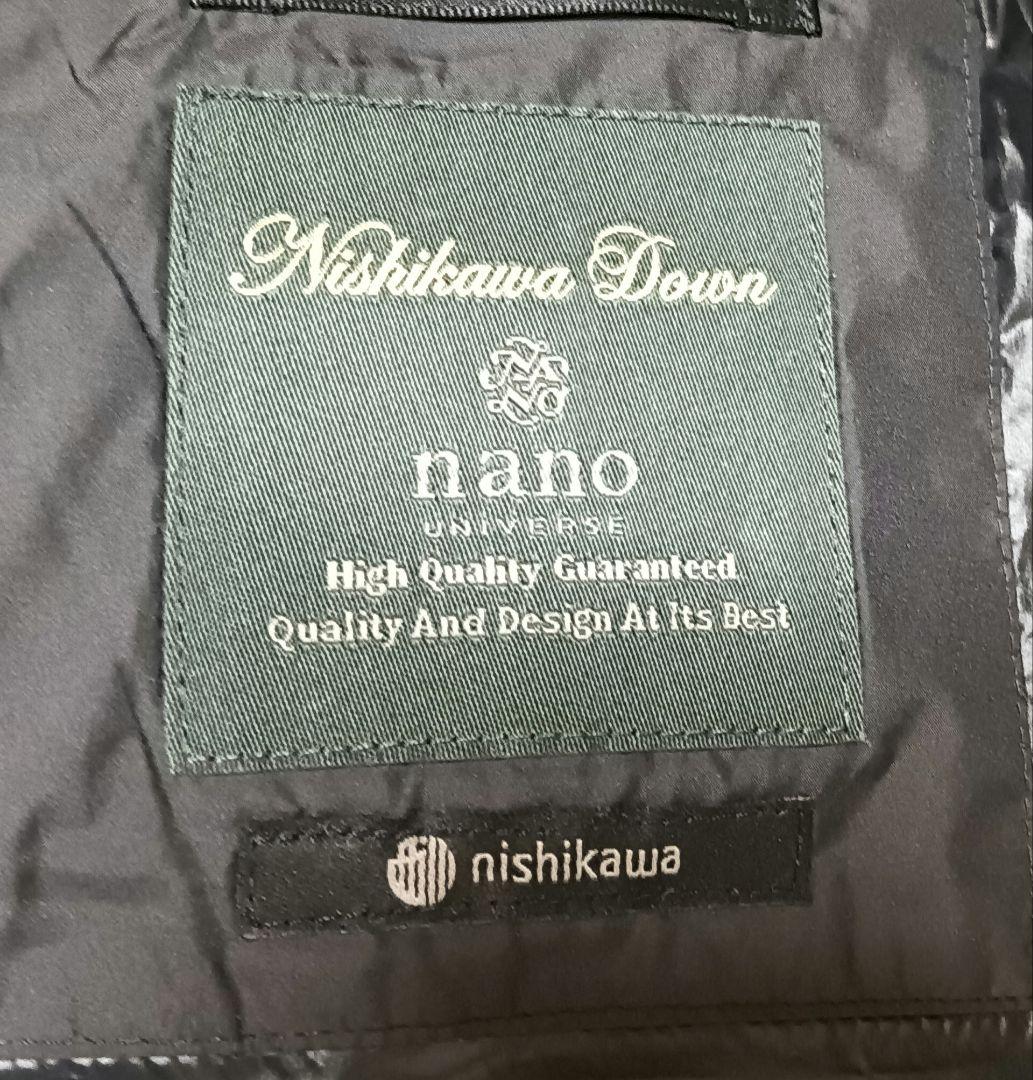 Nishikawa Down
nano
UNIVERSE
High Quality Guaranteed
Quality And Design At Its Best
nishikawa